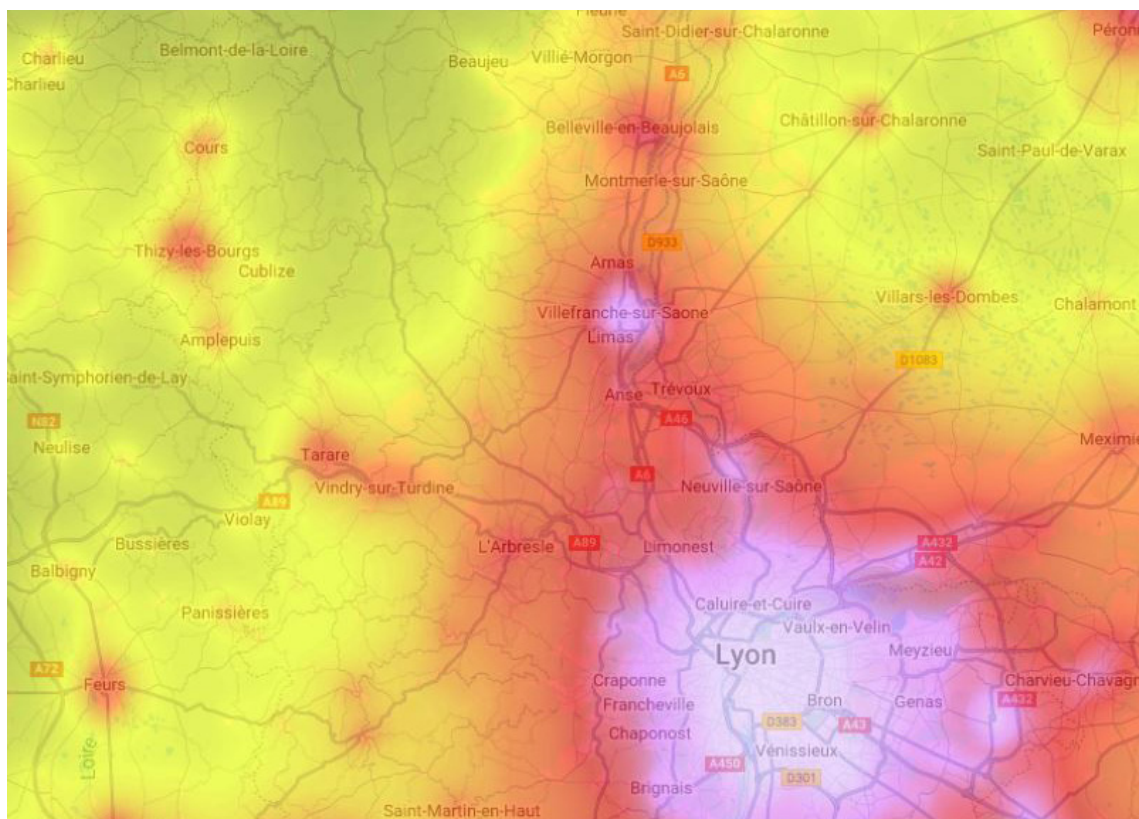 Fleurie
Saint-Didier-sur-Chalaronne
Péronn
Charlieu
Belmont-de-la-Loire
Beaujeu
Villié-Morgon
A6
Charlieu
Belleville-en-Beaujolais
Châtillon-sur-Chalaronne
Cours
Saint-Paul-de-Varax
Montmerle-sur-Saône
Thizy-les-Bourgs
D933
Cublize
Arnas
Villars-les-Dombes
Chalamont
Villefranche-sur-Saone
Amplepuis
Limas
D1083
Saint-Symphorien-de-Lay
Anse
Trévoux
N82
A46
Neulise
Meximie
Tarare
A6
Vindry-sur-Turdine
Neuville-sur-Saône
A89
Violay
Bussières
L'Arbresle
A89
Limonest
A432
A42
Balbigny
Panissières
Caluire-et-Cuire
Vaulx-en-Velin
Lyon
Meyzieu
A72
Feurs
Craponne
Charvieu-Chavagn
Francheville
Bron
Genas
A432
D383
A43
Chaponost
Loire
Vénissieux
A450
D301
Brignais
Saint-Martin-en-Haut